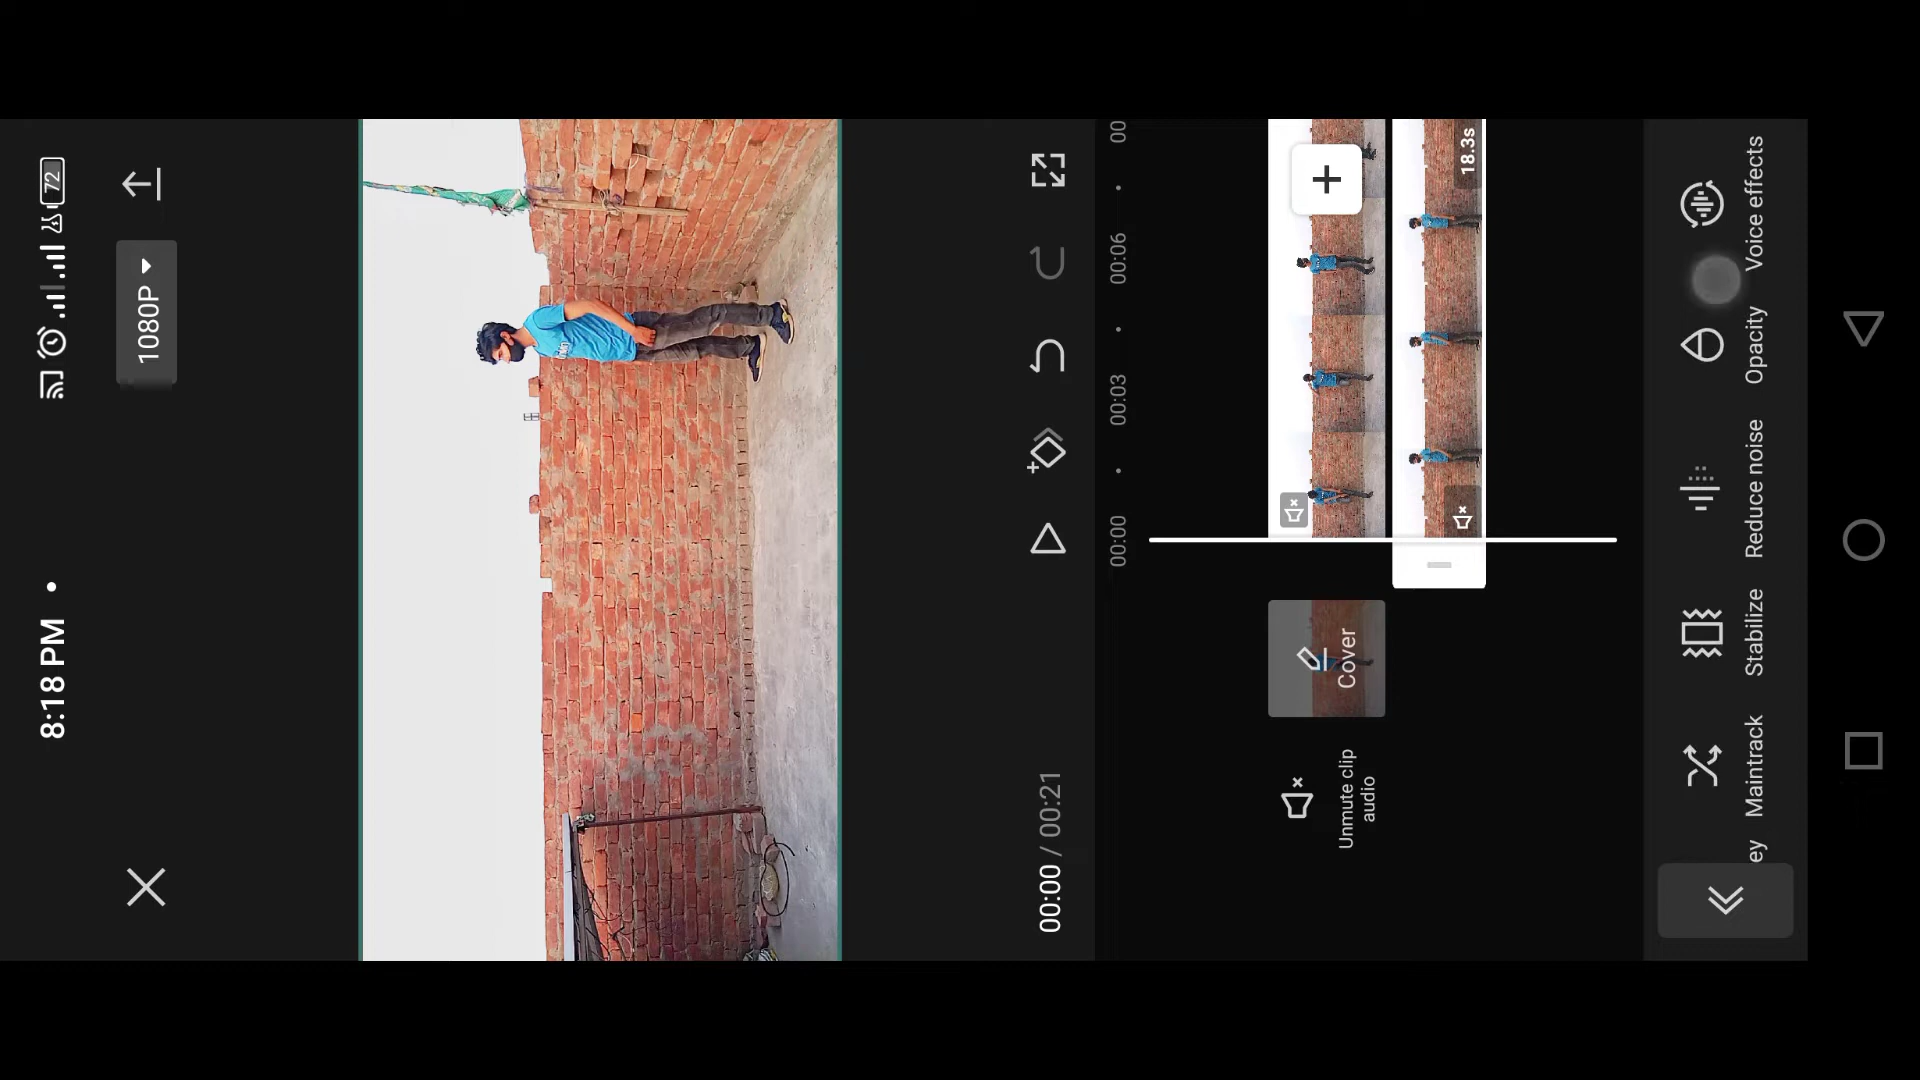 8:18 PM
72
1080P
00:00 / 00:21
00:00
00:03
00:06
00
Unmute clip
audio
Cover
18.3s
ey
Maintrack
Stabilize
Reduce noise
Opacity
Voice effects